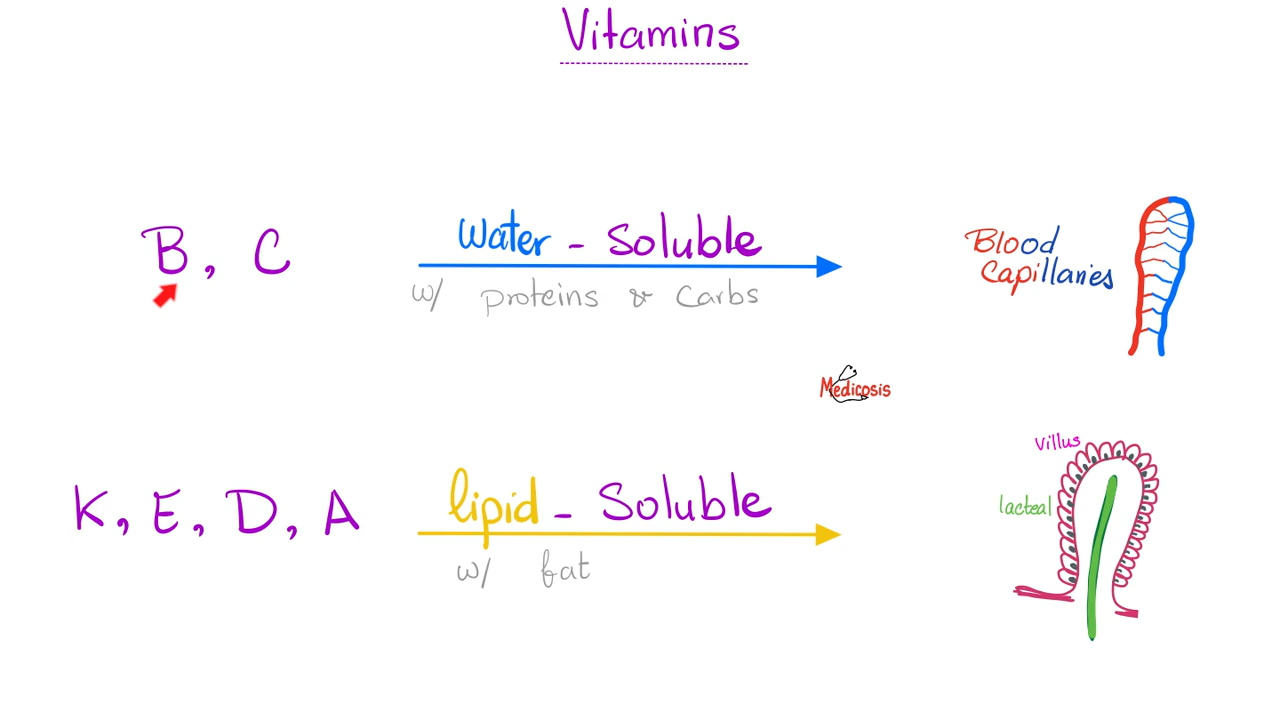 Vitamins
B, C
Water - Soluble
w/ proteins & Carbs
Blood
Capillaries
Medicosis
K, E, D, A
lipid - Soluble
w/ fat
Villus
lacteal